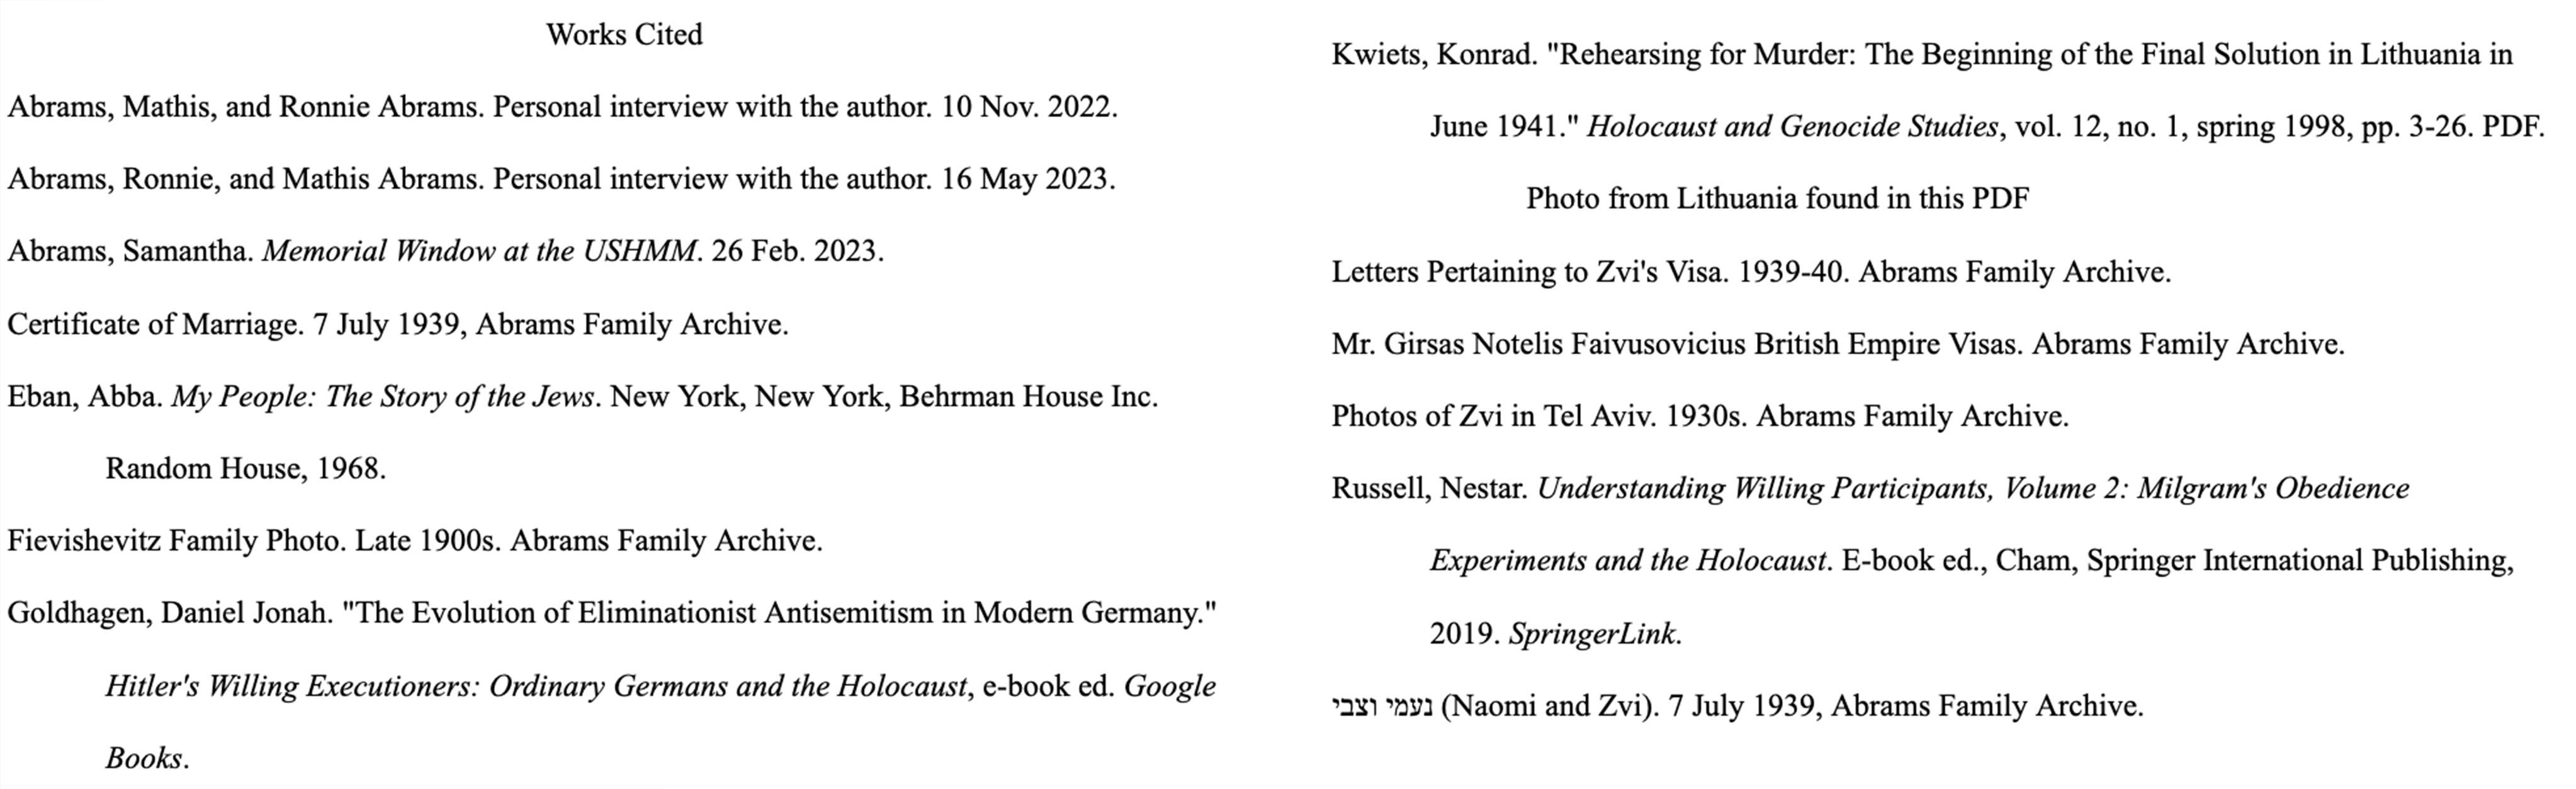 Works Cited
Abrams, Mathis, and Ronnie Abrams. Personal interview with the author. 10 Nov. 2022.
Abrams, Ronnie, and Mathis Abrams. Personal interview with the author. 16 May 2023.
Abrams, Samantha. Memorial Window at the USHMM. 26 Feb. 2023.
Certificate of Marriage. 7 July 1939, Abrams Family Archive.
Eban, Abba. My People: The Story of the Jews. New York, New York, Behrman House Inc.
Random House, 1968.
Fievishevitz Family Photo. Late 1900s. Abrams Family Archive.
Goldhagen, Daniel Jonah. "The Evolution of Eliminationist Antisemitism in Modern Germany."
Hitler's Willing Executioners: Ordinary Germans and the Holocaust, e-book ed. Google
Books.
Kwiets, Konrad. "Rehearsing for Murder: The Beginning of the Final Solution in Lithuania in
June 1941." Holocaust and Genocide Studies, vol. 12, no. 1, spring 1998, pp. 3-26. PDF.
Photo from Lithuania found in this PDF
Letters Pertaining to Zvi's Visa. 1939-40. Abrams Family Archive.
Mr. Girsas Notelis Faivusovicius British Empire Visas. Abrams Family Archive.
Photos of Zvi in Tel Aviv. 1930s. Abrams Family Archive.
Russell, Nestar. Understanding Willing Participants, Volume 2: Milgram's Obedience
Experiments and the Holocaust. E-book ed., Cham, Springer International Publishing,
2019. SpringerLink.
נעמי וצבי (Naomi and Zvi). 7 July 1939, Abrams Family Archive.